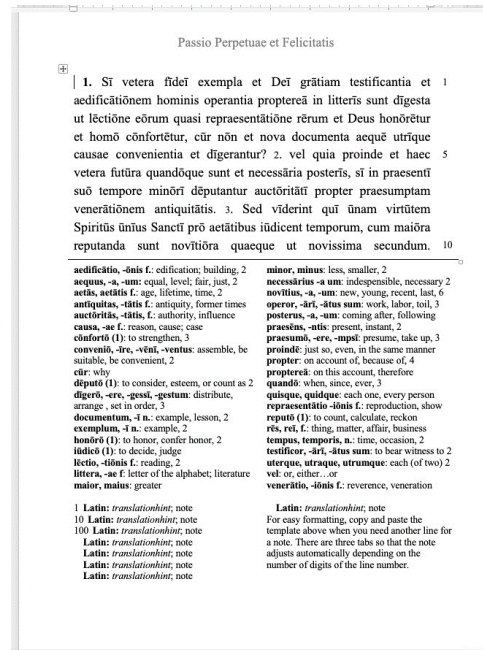 Passio Perpetuae et Felicitatis
1. Sī vetera fīdeī exempla et Deī grātiam testificantia et 1
aedificātiōnem hominis operantia proptereā in litterīs sunt dīgesta
ut lēctiōne eōrum quasi repraesentātiōne rērum et Deus honōrētur
et homō cōnfōrtētur, cūr nōn et nova documenta aequē utrīque
causae convenientia et dīgerantur? 2. vel quia proinde et haec 5
vetera futūra quandōque sunt et necessāria posterīs, sī in praesentī
suō tempore minōrī dēputantur auctōritātī propter praesumptam
venerātiōnem antīquitātis. 3. Sed vīderint quī ūnam virtūtem
Spiritūs ūnīus Sanctī prō aetātibus iūdicent temporum, cum maiōra
reputanda sunt novītiōra quaeque ut novissima secundum. 10
aedificātio, -ōnis f.: edification; building, 2
aequus, -a, -um: equal, level; fair, just, 2
aetās, aetātis f.: age, lifetime, time, 2
antīquitas, -tātis f.: antiquity, former times
auctōritās, -tātis, f.: authority, influence
causa, -ae f.: reason, cause; case
cōnfortō (1): to strengthen, 3
conveniō, -īre, -vēnī, -ventus: assemble, be
suitable, be convenient, 2
cūr: why
dēputō (1): to consider, esteem, or count as 2
dīgerō, -ere, -gessī, -gestum: distribute,
arrange , set in order, 3
documentum, -ī n.: example, lesson, 2
exemplum, -ī n.: example, 2
honōrō (1): to honor, confer honor, 2
iūdicō (1): to decide, judge
lēctio, -tiōnis f.: reading, 2
littera, -ae f: letter of the alphabet; literature
maior, maius: greater
minor, minus: less, smaller, 2
necessārius -a um: indespensible, necessary 2
novītius, -a, -um: new, young, recent, last, 6
operor, -ārī, -ātus sum: work, labor, toil, 3
posterus, -a, -um: coming after, following
praesēns, -ntis: present, instant, 2
praesumō, -ere, -mpsī: presume, take up, 3
proindē: just so, even, in the same manner
propter: on account of, because of, 4
proptereā: on this account, therefore
quandō: when, since, ever, 3
quisque, quidque: each one, every person
repraesentātio -iōnis f.: reproduction, show
reputō (1): to count, calculate, reckon
rēs, reī, f.: thing, matter, affair, business
tempus, temporis, n.: time, occasion, 2
testificor, -ārī, -ātus sum: to bear witness to 2
uterque, utraque, utrumque: each (of two) 2
vel: or, either…or
venerātio, -iōnis f.: reverence, veneration
1 Latin: translationhint; note
10 Latin: translationhint; note
100 Latin: translationhint; note
Latin: translationhint; note
Latin: translationhint; note
Latin: translationhint; note
Latin: translationhint; note
Latin: translationhint; note
For easy formatting, copy and paste the
template above when you need another line for
a note. There are three tabs so that the note
adjusts automatically depending on the
number of digits of the line number.